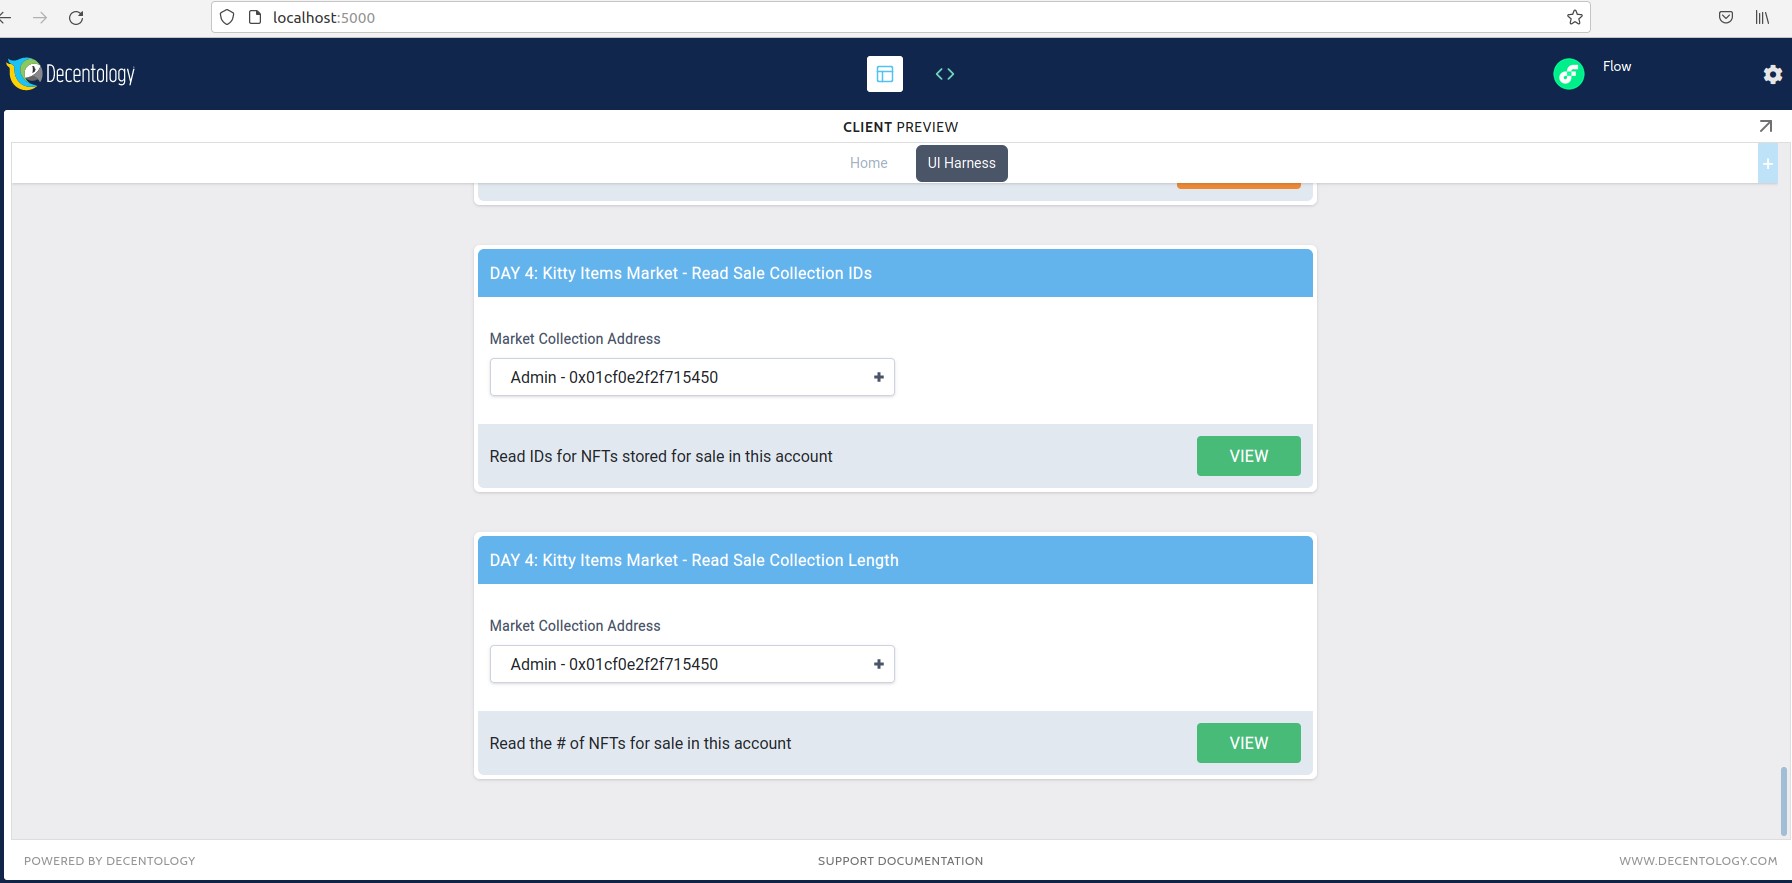 localhost:5000
Decentology
Flow
CLIENT PREVIEW
Home
UI Harness
+
DAY 4: Kitty Items Market - Read Sale Collection IDs
Market Collection Address
Admin - 0x01cf0e2f2f715450
Read IDs for NFTs stored for sale in this account
VIEW
DAY 4: Kitty Items Market - Read Sale Collection Length
Market Collection Address
Admin - 0x01cf0e2f2f715450
Read the # of NFTs for sale in this account
VIEW
POWERED BY DECENTOLOGY
SUPPORT DOCUMENTATION
WWW.DECENTOLOGY.COM